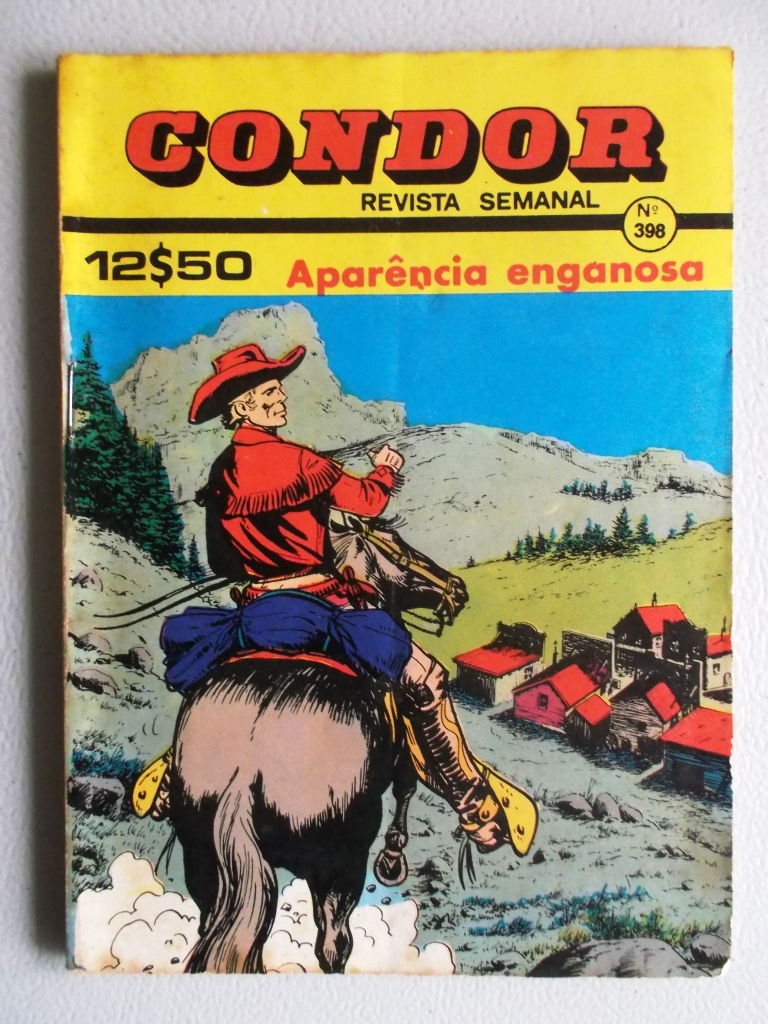 CONDOR
REVISTA SEMANAL
Nº
398
12$50
Aparência enganosa